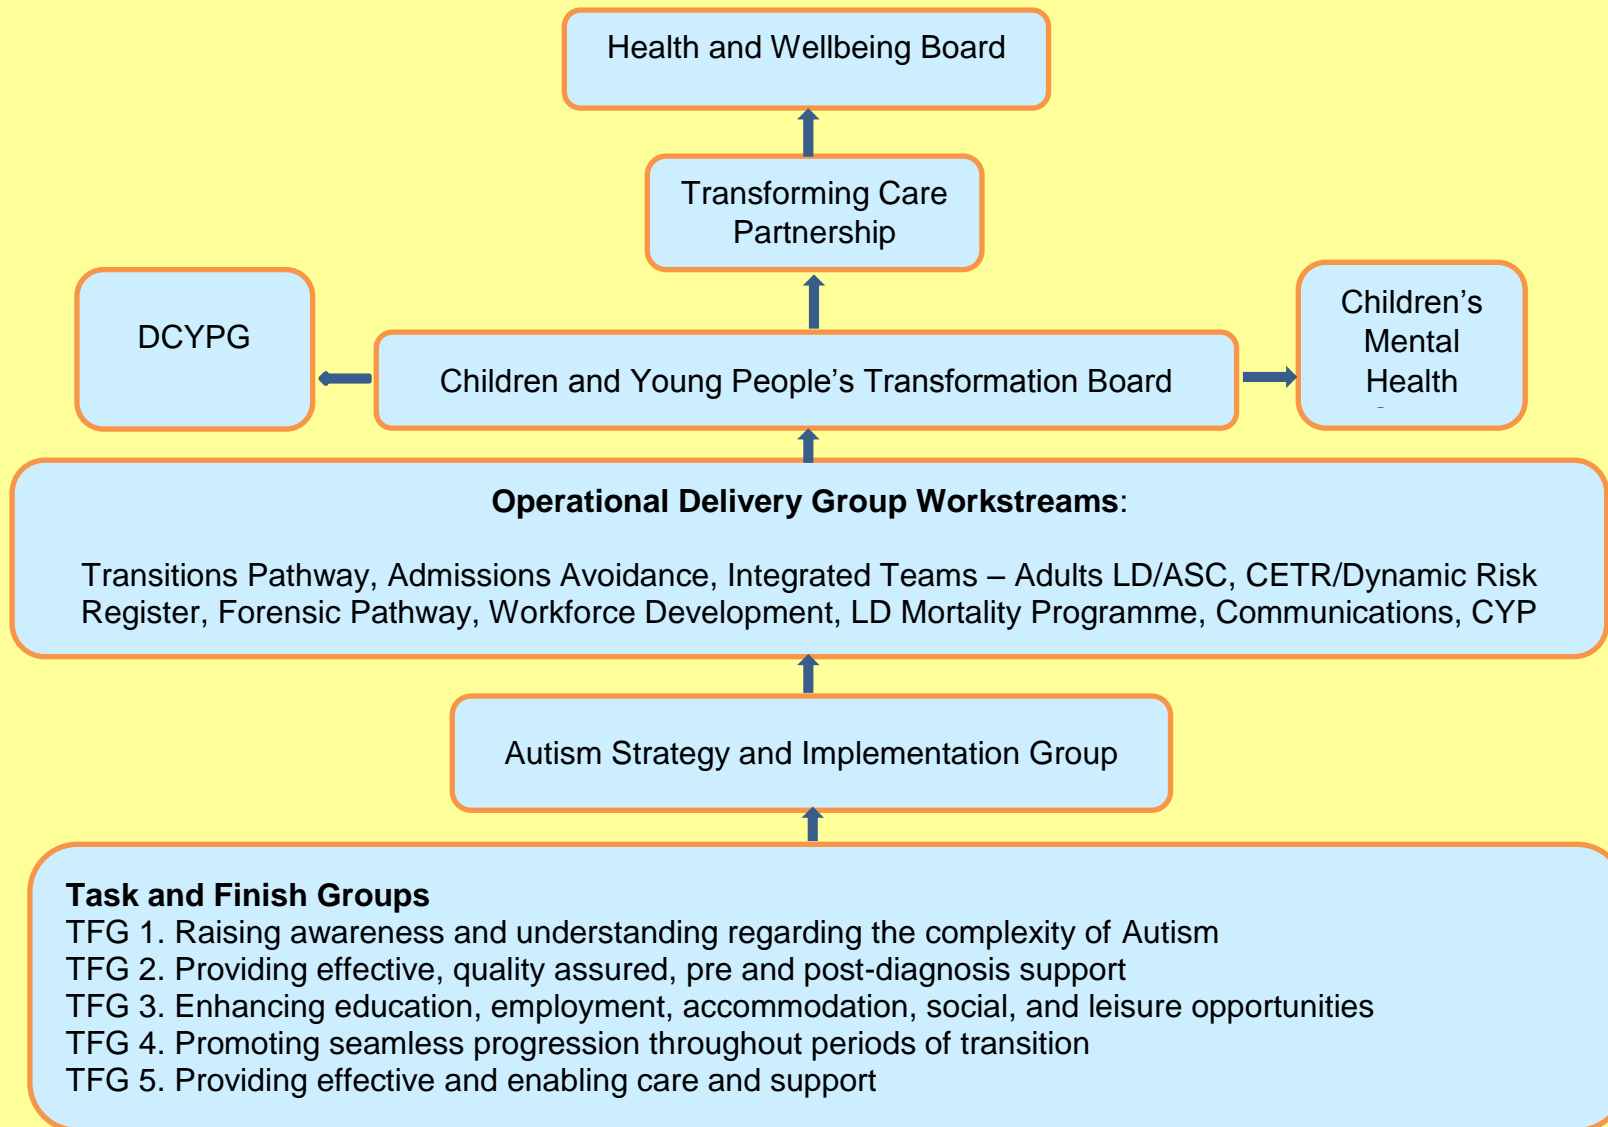 Health and Wellbeing Board
Transforming Care
Partnership
DCYPG
Children and Young People’s Transformation Board
Children’s
Mental
Health
Operational Delivery Group Workstreams:
Transitions Pathway, Admissions Avoidance, Integrated Teams – Adults LD/ASC, CETR/Dynamic Risk
Register, Forensic Pathway, Workforce Development, LD Mortality Programme, Communications, CYP
Autism Strategy and Implementation Group
Task and Finish Groups
TFG 1. Raising awareness and understanding regarding the complexity of Autism
TFG 2. Providing effective, quality assured, pre and post-diagnosis support
TFG 3. Enhancing education, employment, accommodation, social, and leisure opportunities
TFG 4. Promoting seamless progression throughout periods of transition
TFG 5. Providing effective and enabling care and support